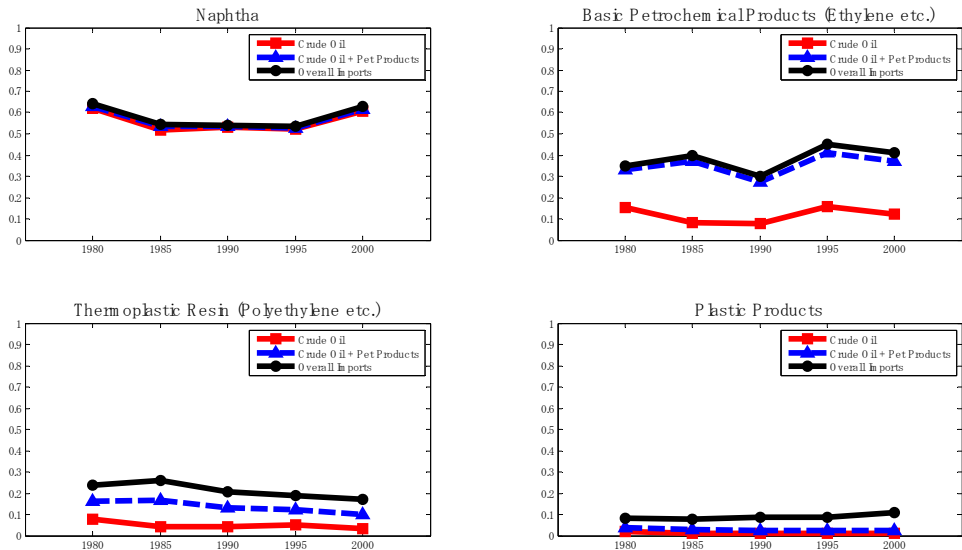 Naphtha
1
0.9
0.8
0.7
0.6
0.5
0.4
0.3
0.2
0.1
0
1980 1985 1990 1995 2000
Crude Oil
Crude Oil + Pet Products
Overall Imports
Basic Petrochemical Products (Ethylene etc.)
1
0.9
0.8
0.7
0.6
0.5
0.4
0.3
0.2
0.1
0
1980 1985 1990 1995 2000
Crude Oil
Crude Oil + Pet Products
Overall Imports
Thermoplastic Resin (Polyethylene etc.)
1
0.9
0.8
0.7
0.6
0.5
0.4
0.3
0.2
0.1
0
1980 1985 1990 1995 2000
Crude Oil
Crude Oil + Pet Products
Overall Imports
Plastic Products
1
0.9
0.8
0.7
0.6
0.5
0.4
0.3
0.2
0.1
0
1980 1985 1990 1995 2000
Crude Oil
Crude Oil + Pet Products
Overall Imports